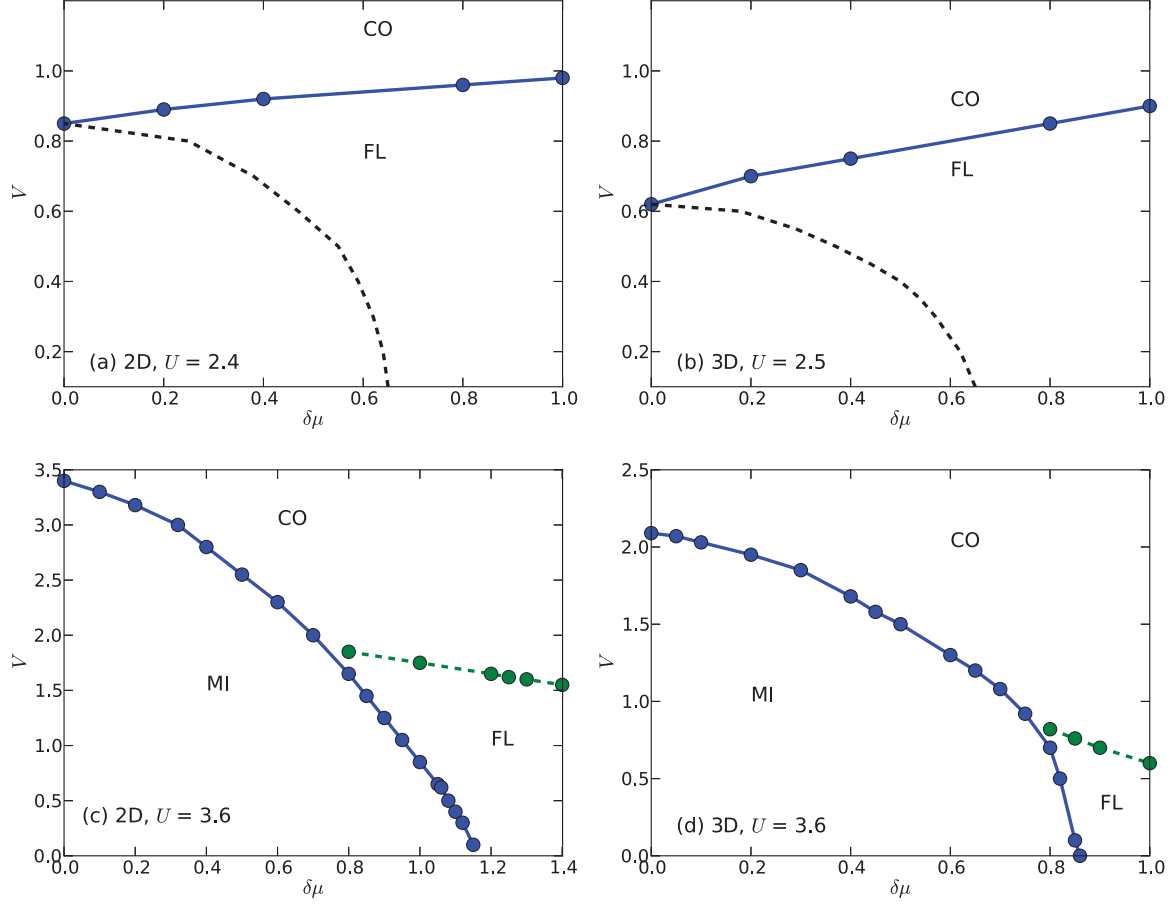 CO
1.0
0.8
V
FL
0.6
0.4
0.2
(a) 2D, U = 2.4
0.0 0.2 0.4 0.6 0.8 1.0
δμ
1.0
CO
0.8
V
FL
0.6
0.4
0.2
(b) 3D, U = 2.5
0.0 0.2 0.4 0.6 0.8 1.0
δμ
3.5
CO
3.0
2.5
2.0
V
MI
1.5
FL
1.0
0.5
(c) 2D, U = 3.6
0.0
0.0 0.2 0.4 0.6 0.8 1.0 1.2 1.4
δμ
2.5
CO
2.0
1.5
V
MI
1.0
0.5
FL
(d) 3D, U = 3.6
0.0
0.0 0.2 0.4 0.6 0.8 1.0
δμ